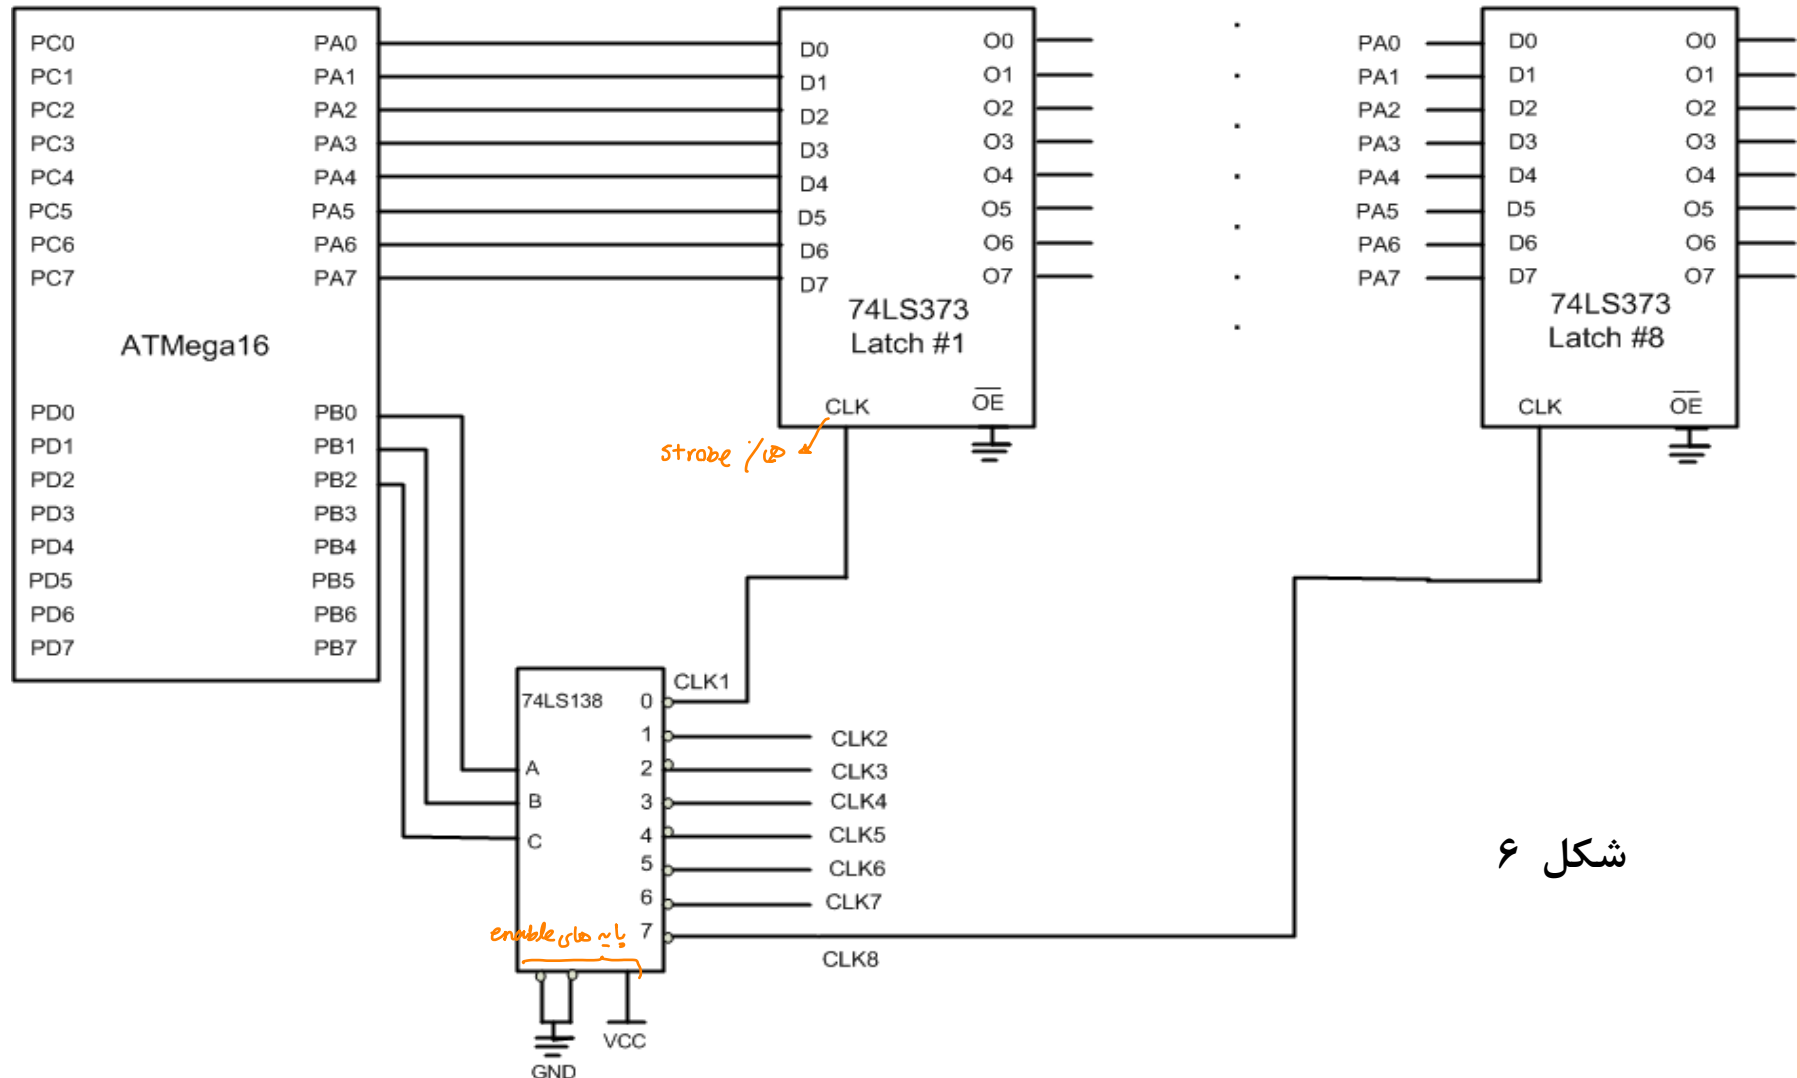 PC0
PC1
PC2
PC3
PC4
PC5
PC6
PC7
PA0
PA1
PA2
PA3
PA4
PA5
PA6
PA7
ATMega16
PD0
PD1
PD2
PD3
PD4
PD5
PD6
PD7
PB0
PB1
PB2
PB3
PB4
PB5
PB6
PB7
D0
D1
D2
D3
D4
D5
D6
D7
O0
O1
O2
O3
O4
O5
O6
O7
74LS373
Latch #1
CLK
OE
strobe
PA0
PA1
PA2
PA3
PA4
PA5
PA6
PA7
D0
D1
D2
D3
D4
D5
D6
D7
O0
O1
O2
O3
O4
O5
O6
O7
74LS373
Latch #8
CLK
OE
74LS138
A
B
C
0
1
2
3
4
5
6
7
CLK1
CLK2
CLK3
CLK4
CLK5
CLK6
CLK7
CLK8
پایه های enable
GND
VCC
شکل ۶